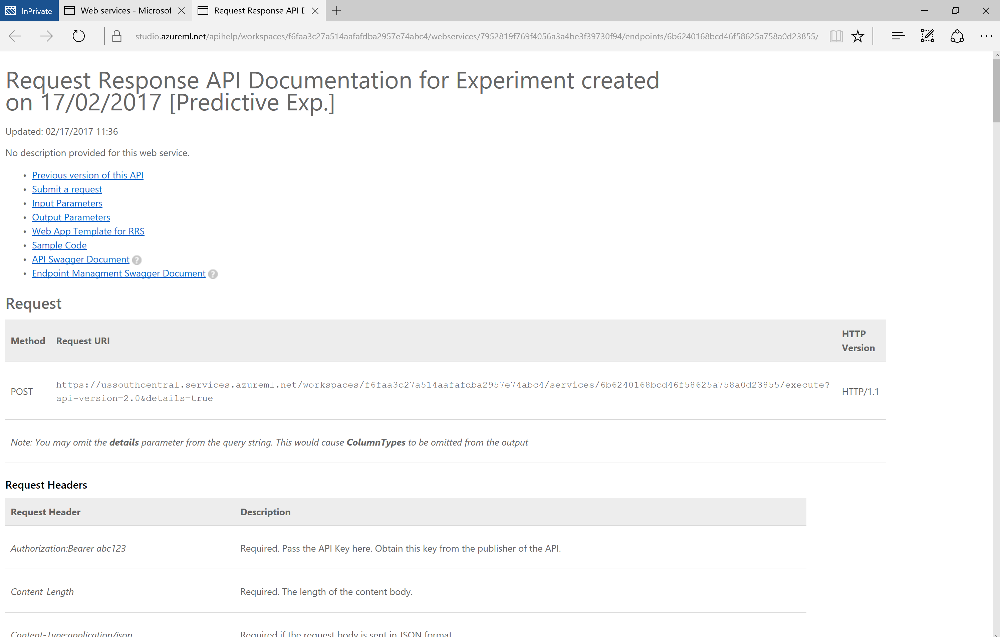 InPrivate
Web services - Microsof
Request Response API D
studio.azureml.net/apihelp/workspaces/f6faa3c27a514aafafdba2957e74abc4/webservices/7952819f769f4056a3a4be3f39730f94/endpoints/6b6240168bcd46f58625a758a0d23855/
Request Response API Documentation for Experiment created
on 17/02/2017 [Predictive Exp.]
Updated: 02/17/2017 11:36
No description provided for this web service.
• Previous version of this API
• Submit a request
• Input Parameters
• Output Parameters
• Web App Template for RRS
• Sample Code
• API Swagger Document ?
• Endpoint Managment Swagger Document ?
Request
Method Request URI HTTP
Version
POST https://ussouthcentral.services.azureml.net/workspaces/f6faa3c27a514aafafdba2957e74abc4/services/6b6240168bcd46f58625a758a0d23855/execute?
api-version=2.0&details=true HTTP/1.1
Note: You may omit the details parameter from the query string. This would cause ColumnTypes to be omitted from the output
Request Headers
Request Header Description
Authorization:Bearer abc123 Required. Pass the API Key here. Obtain this key from the publisher of the API.
Content-Length Required. The length of the content body.
Content-Type:application/json Required if the request body is sent in JSON format